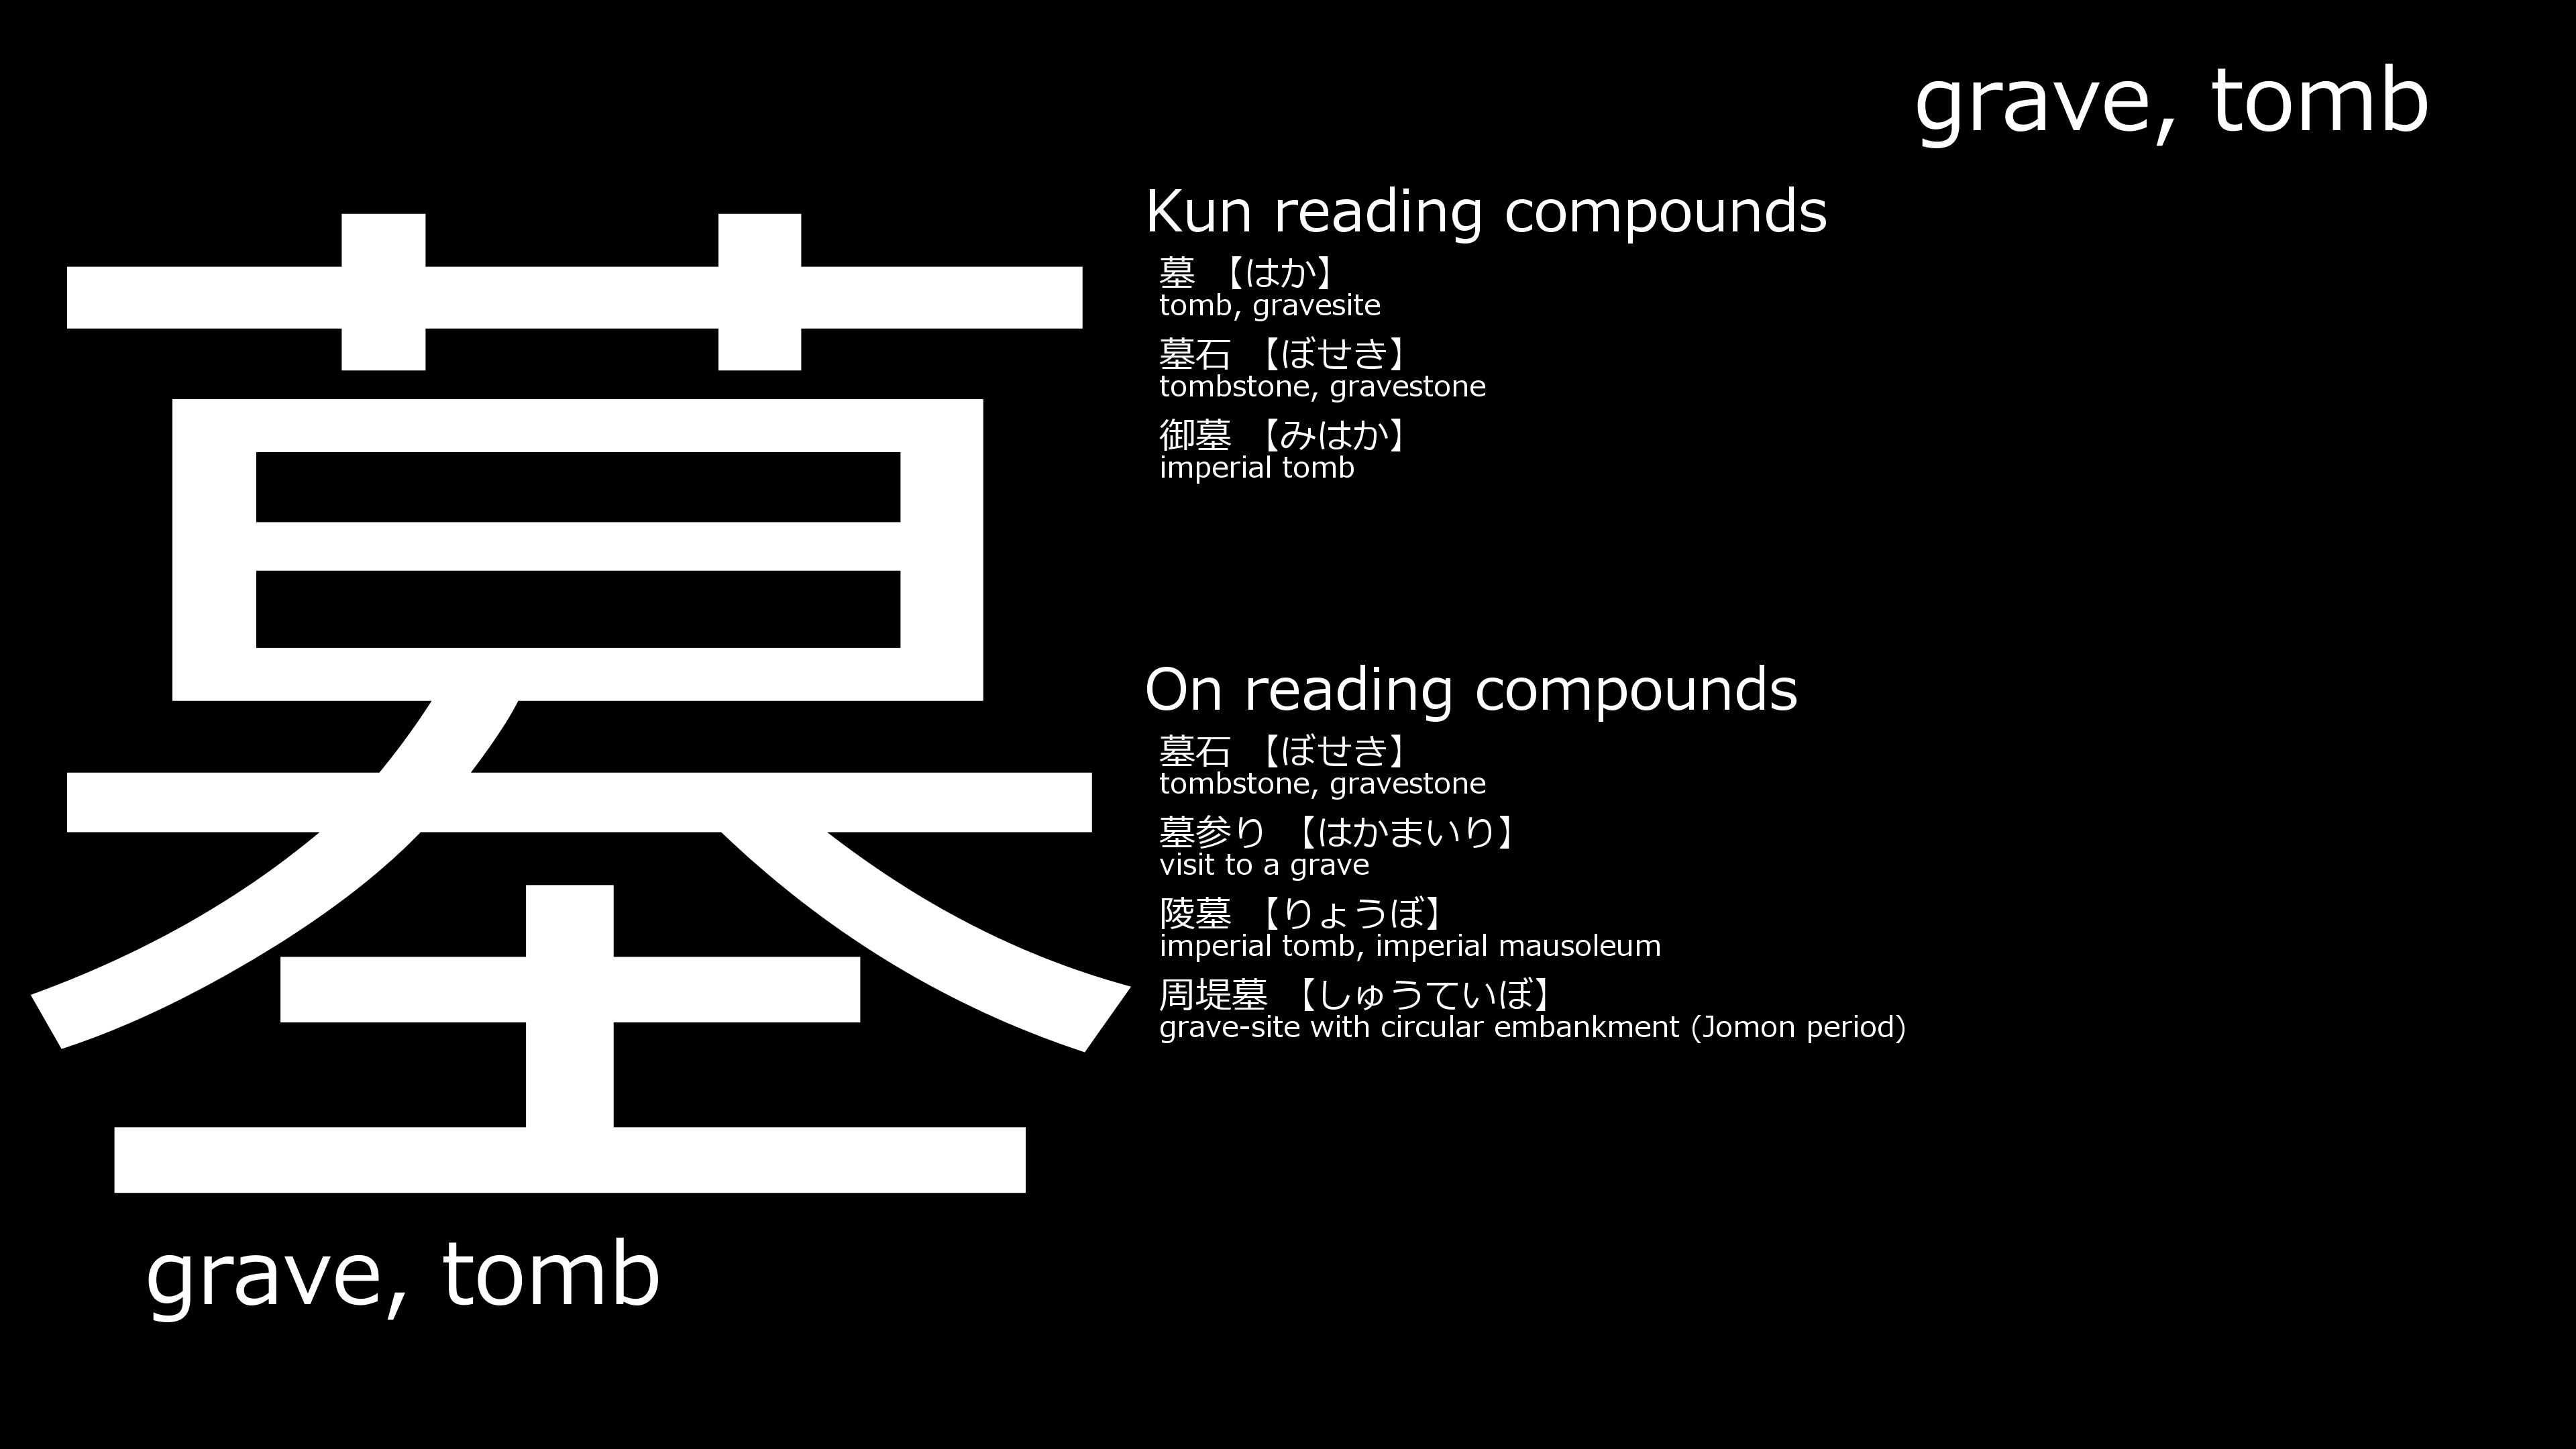 grave, tomb
墓
grave, tomb
Kun reading compounds
墓 【はか】
tomb, gravesite
墓石 【ぼせき】
tombstone, gravestone
御墓 【みはか】
imperial tomb
On reading compounds
墓石 【ぼせき】
tombstone, gravestone
墓参り 【はかまいり】
visit to a grave
陵墓 【りょうぼ】
imperial tomb, imperial mausoleum
周堤墓 【しゅうていぼ】
grave-site with circular embankment (Jomon period)